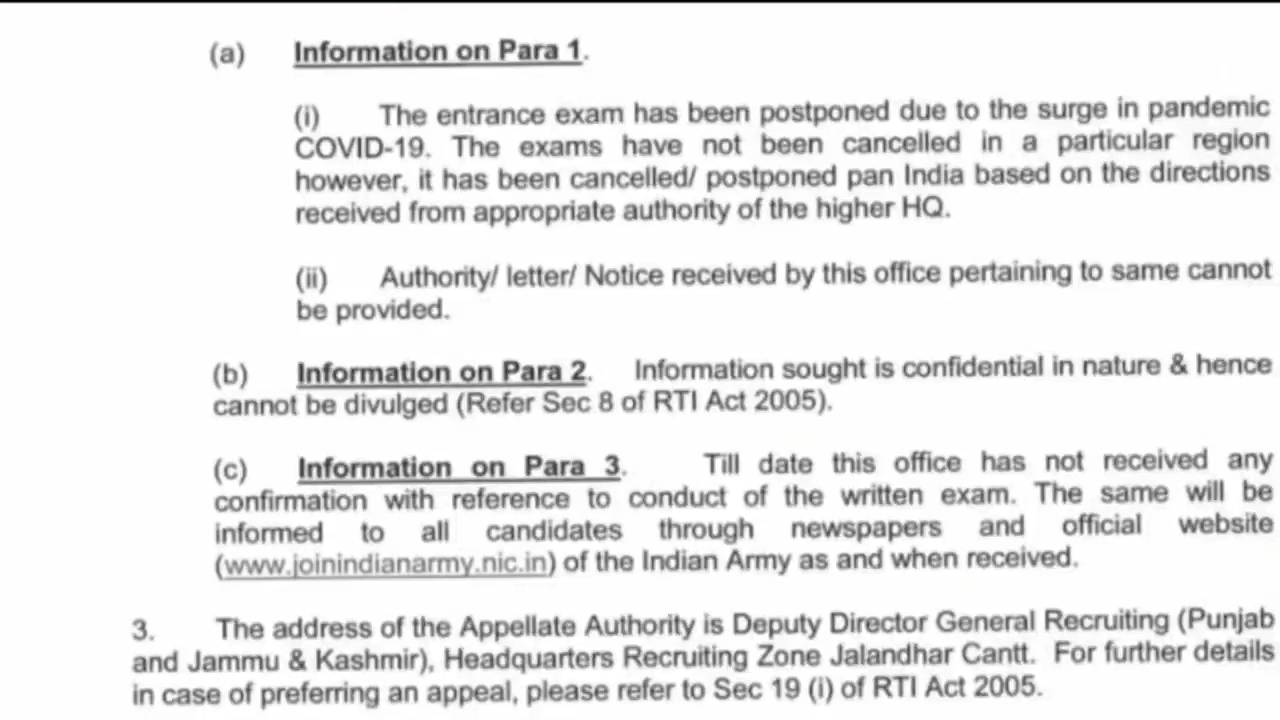 (a) Information on Para 1.
(i) The entrance exam has been postponed due to the surge in pandemic
COVID-19. The exams have not been cancelled in a particular region
however, it has been cancelled/ postponed pan India based on the directions
received from appropriate authority of the higher HQ.
(ii) Authority/ letter/ Notice received by this office pertaining to same cannot
be provided.
(b) Information on Para 2. Information sought is confidential in nature & hence
cannot be divulged (Refer Sec 8 of RTI Act 2005).
(c) Information on Para 3. Till date this office has not received any
confirmation with reference to conduct of the written exam. The same will be
informed to all candidates through newspapers and official website
(www.joinindianarmy.nic.in) of the Indian Army as and when received.
3. The address of the Appellate Authority is Deputy Director General Recruiting (Punjab
and Jammu & Kashmir), Headquarters Recruiting Zone Jalandhar Cantt. For further details
in case of preferring an appeal, please refer to Sec 19 (i) of RTI Act 2005.